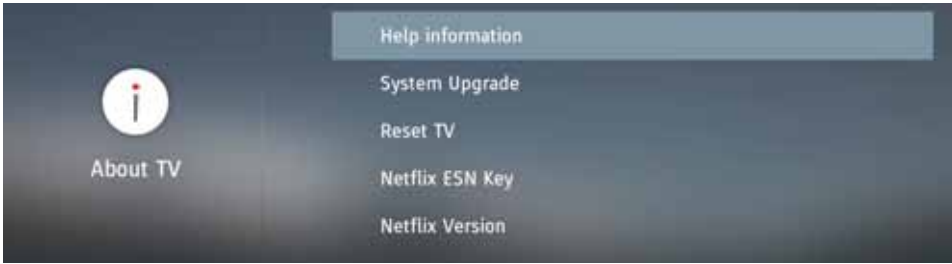 Help information
System Upgrade
Reset TV
About TV
Netflix ESN Key
Netflix Version